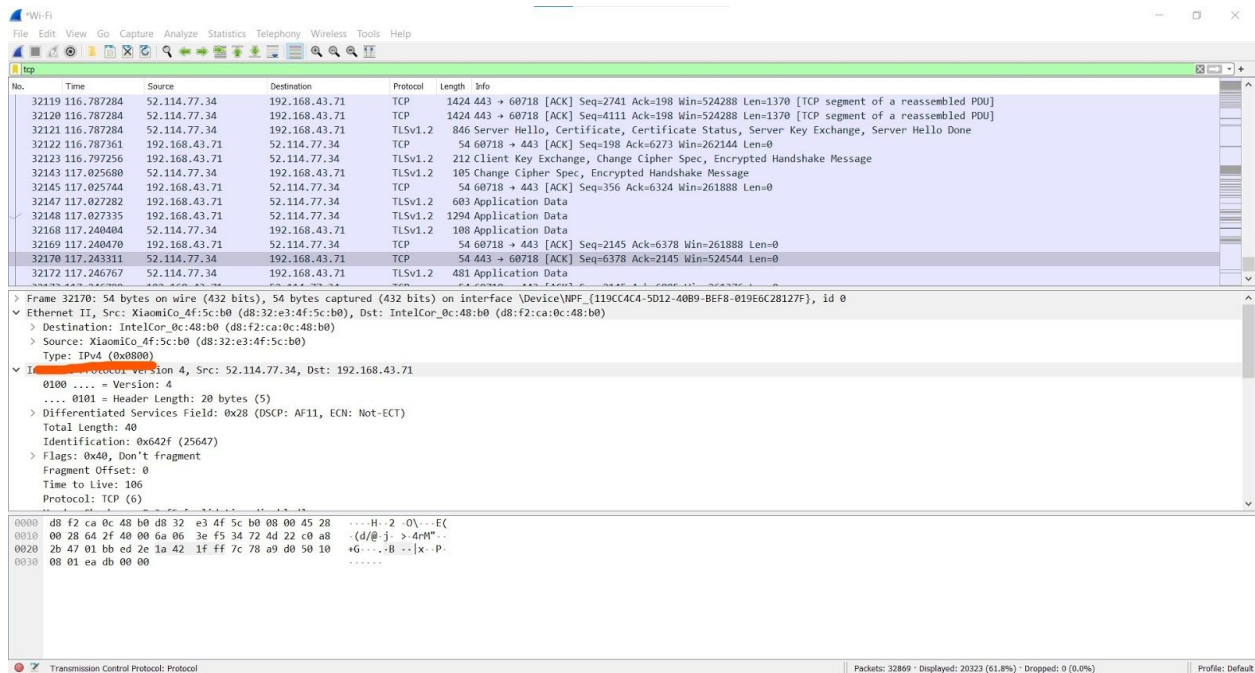 *Wi-Fi
File Edit View Go Capture Analyze Statistics Telephony Wireless Tools Help
tcp
No. Time Source Destination Protocol Length Info
32119 116.787284 52.114.77.34 192.168.43.71 TCP 1424 443 → 60718 [ACK] Seq=2741 Ack=198 Win=524288 Len=1370 [TCP segment of a reassembled PDU]
32120 116.787284 52.114.77.34 192.168.43.71 TCP 1424 443 → 60718 [ACK] Seq=4111 Ack=198 Win=524288 Len=1370 [TCP segment of a reassembled PDU]
32121 116.787284 52.114.77.34 192.168.43.71 TLSv1.2 846 Server Hello, Certificate, Certificate Status, Server Key Exchange, Server Hello Done
32122 116.787361 192.168.43.71 52.114.77.34 TCP 54 60718 → 443 [ACK] Seq=198 Ack=6273 Win=262144 Len=0
32123 116.797256 192.168.43.71 52.114.77.34 TLSv1.2 212 Client Key Exchange, Change Cipher Spec, Encrypted Handshake Message
32143 117.025680 52.114.77.34 192.168.43.71 TLSv1.2 105 Change Cipher Spec, Encrypted Handshake Message
32145 117.025744 192.168.43.71 52.114.77.34 TCP 54 60718 → 443 [ACK] Seq=356 Ack=6324 Win=261888 Len=0
32147 117.027282 192.168.43.71 52.114.77.34 TLSv1.2 603 Application Data
32148 117.027335 192.168.43.71 52.114.77.34 TLSv1.2 1294 Application Data
32168 117.240403 52.114.77.34 192.168.43.71 TLSv1.2 108 Application Data
32169 117.240470 192.168.43.71 52.114.77.34 TCP 54 60718 → 443 [ACK] Seq=2145 Ack=6378 Win=261888 Len=0
32170 117.243311 52.114.77.34 192.168.43.71 TCP 54 443 → 60718 [ACK] Seq=6378 Ack=2145 Win=524544 Len=0
32172 117.246767 52.114.77.34 192.168.43.71 TLSv1.2 481 Application Data
Frame 32170: 54 bytes on wire (432 bits), 54 bytes captured (432 bits) on interface \Device\NPF_{119CC4C4-5D12-40B9-BEF8-019E6C28127F}, id 0
Ethernet II, Src: XiaomiCo_4f:5c:b0 (d8:32:e3:4f:5c:b0), Dst: IntelCor_0c:48:b0 (d8:f2:ca:0c:48:b0)
Destination: IntelCor_0c:48:b0 (d8:f2:ca:0c:48:b0)
Source: XiaomiCo_4f:5c:b0 (d8:32:e3:4f:5c:b0)
Type: IPv4 (0x0800)
Version 4, Src: 52.114.77.34, Dst: 192.168.43.71
0100 .... = Version: 4
.... 0101 = Header Length: 20 bytes (5)
Differentiated Services Field: 0x28 (DSCP: AF11, ECN: Not-ECT)
Total Length: 40
Identification: 0x642f (25647)
Flags: 0x40, Don't fragment
Fragment Offset: 0
Time to Live: 106
Protocol: TCP (6)
0000 d8 f2 ca 0c 48 b0 d8 32 e3 4f 5c b0 08 00 45 28 ····H··2 ·O\···E(
0010 00 28 64 2f 40 00 6a 06 3e f5 34 72 4d 22 c0 a8 ·(d/@·j· >·4rM"··
0020 2b 47 01 bb ed 2e 1a 42 1f ff 7c 78 a9 d0 50 10 +G···.·B ··|x··P·
0030 08 01 ea db 00 00 ······
Transmission Control Protocol: Protocol Packets: 32869 · Displayed: 20323 (61.8%) · Dropped: 0 (0.0%) Profile: Default